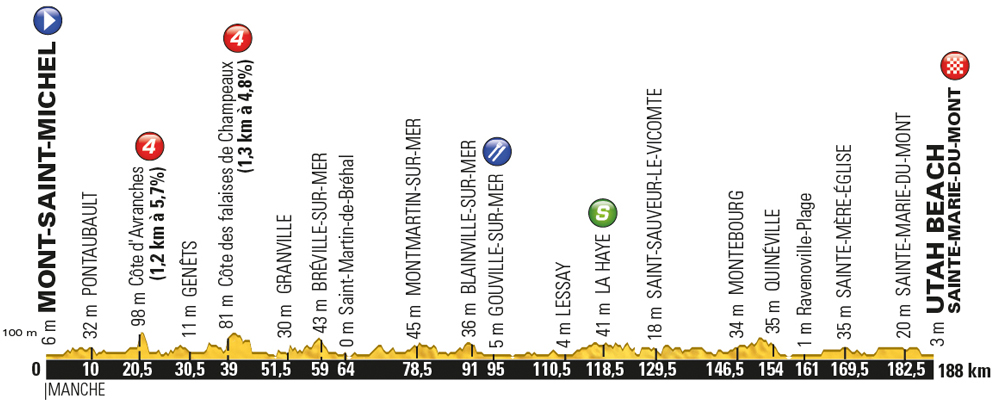 6 m MONT-SAINT-MICHEL
32 m PONTAUBAULT
4
98 m Côte d'Avranches
(1,2 km à 5,7%)
11 m GENÊTS
4
81 m Côte des falaises de Champeaux
(1,3 km à 4,8%)
30 m GRANVILLE
43 m BRÉVILLE-SUR-MER
0 m Saint-Martin-de-Bréhal
45 m MONTMARTIN-SUR-MER
36 m BLAINVILLE-SUR-MER
5 m GOUVILLE-SUR-MER
4 m LESSAY
S
41 m LA HAYE
18 m SAINT-SAUVEUR-LE-VICOMTE
34 m MONTEBOURG
35 m QUINÉVILLE
1 m Ravenoville-Plage
35 m SAINTE-MÈRE-ÉGLISE
20 m SAINTE-MARIE-DU-MONT
3 m UTAH BEACH
SAINTE-MARIE-DU-MONT
100 m
0 10 20,5 30,5 39 51,5 59 64 78,5 91 95 110,5 118,5 129,5 146,5 154 161 169,5 182,5 188 km
MANCHE